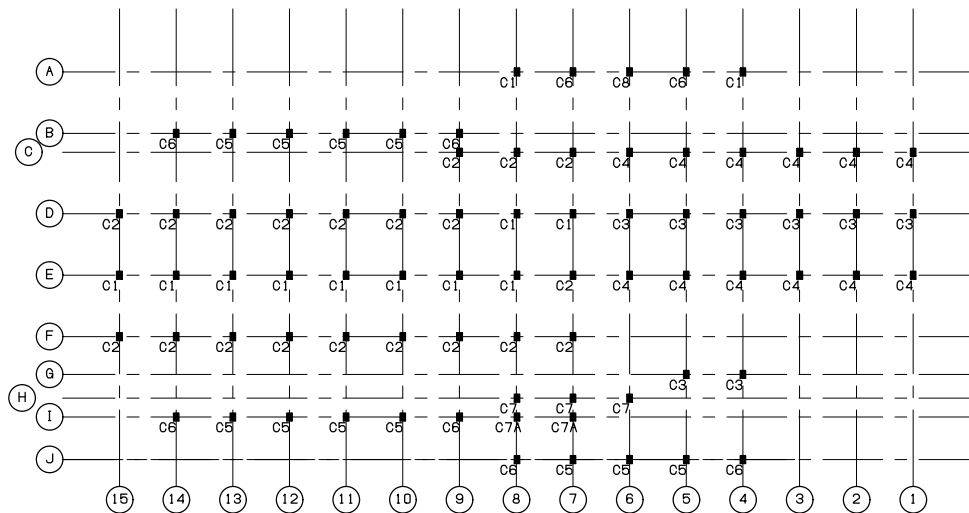 A
C1 C6 C8 C6 C1
B
C6 C5 C5 C5 C5 C6
C
C2 C2 C2 C4 C4 C4 C4 C4 C4
D
C2 C2 C2 C2 C2 C2 C2 C1 C1 C3 C3 C3 C3 C3 C3
E
C1 C1 C1 C1 C1 C1 C1 C1 C2 C4 C4 C4 C4 C4 C4
F
C2 C2 C2 C2 C2 C2 C2 C2 C2
G
C3 C3
H
C7 C7 C7
I
C6 C5 C5 C5 C5 C6 C7A C7A
J
C6 C5 C5 C5 C6
15 14 13 12 11 10 9 8 7 6 5 4 3 2 1